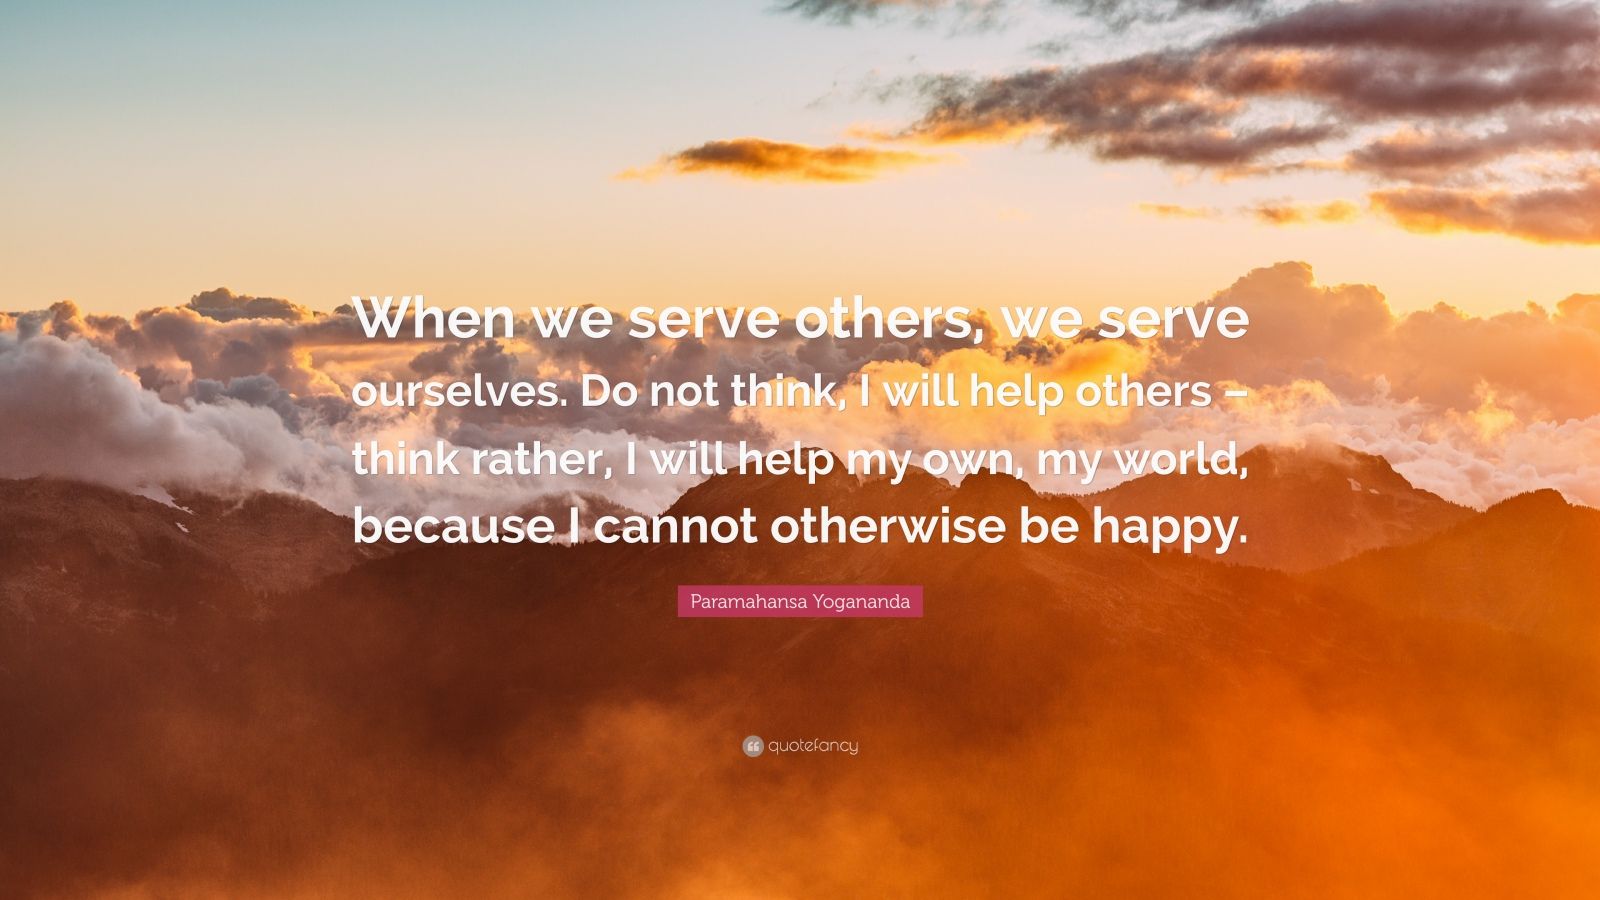 When we serve others, we serve
ourselves. Do not think, I will help others –
think rather, I will help my own, my world,
because I cannot otherwise be happy.
Paramahansa Yogananda
quotefancy